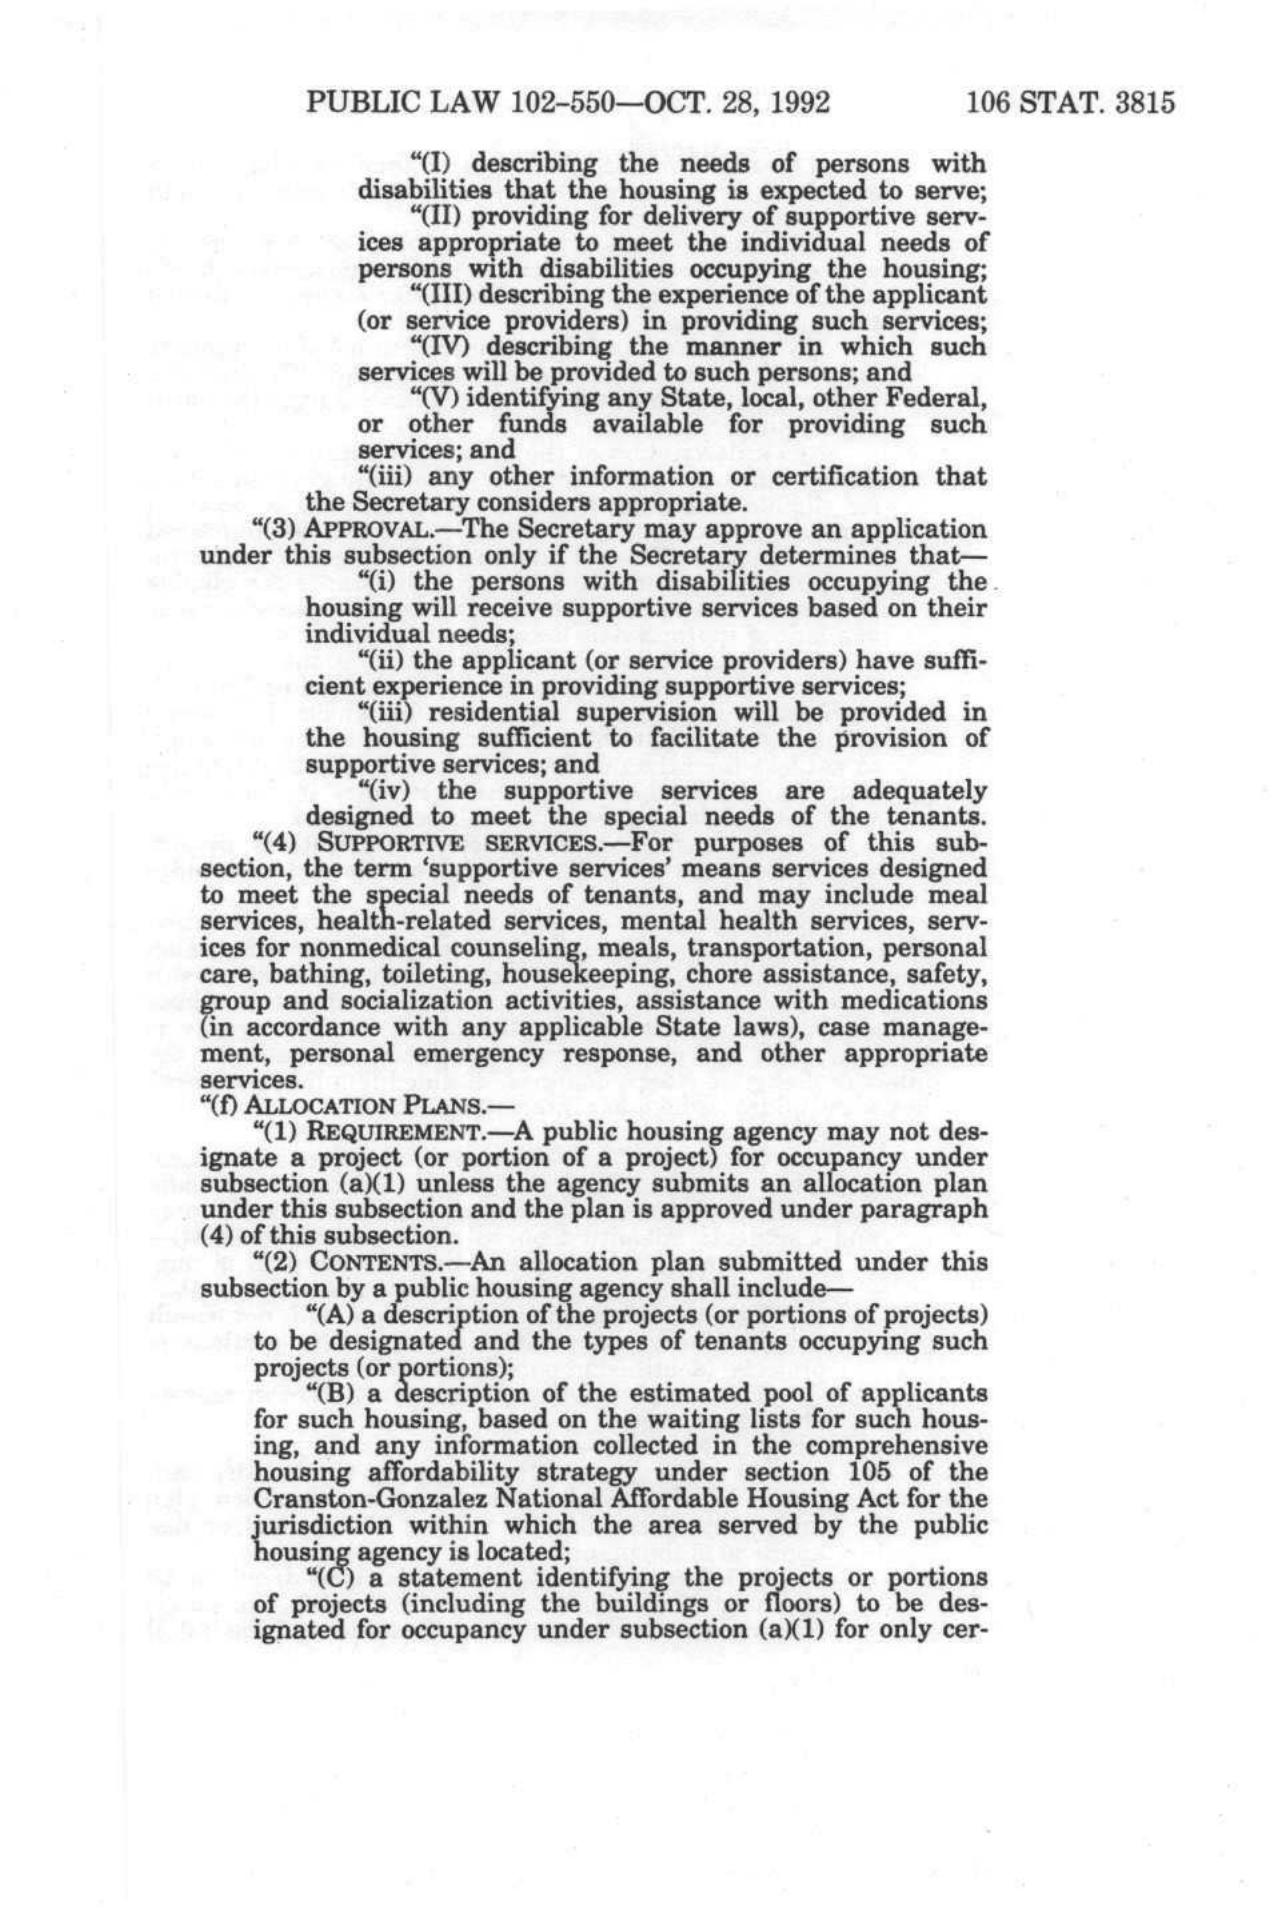 PUBLIC LAW 102–550—OCT. 28, 1992 106 STAT. 3815
“(I) describing the needs of persons with
disabilities that the housing is expected to serve;
“(II) providing for delivery of supportive serv-
ices appropriate to meet the individual needs of
persons with disabilities occupying the housing;
“(III) describing the experience of the applicant
(or service providers) in providing such services;
“(IV) describing the manner in which such
services will be provided to such persons; and
“(V) identifying any State, local, other Federal,
or other funds available for providing such
services; and
“(iii) any other information or certification that
the Secretary considers appropriate.
“(3) APPROVAL.—The Secretary may approve an application
under this subsection only if the Secretary determines that—
“(i) the persons with disabilities occupying the
housing will receive supportive services based on their
individual needs;
“(ii) the applicant (or service providers) have suffi-
cient experience in providing supportive services;
“(iii) residential supervision will be provided in
the housing sufficient to facilitate the provision of
supportive services; and
“(iv) the supportive services are adequately
designed to meet the special needs of the tenants.
“(4) SUPPORTIVE SERVICES.—For purposes of this sub-
section, the term ‘supportive services’ means services designed
to meet the special needs of tenants, and may include meal
services, health-related services, mental health services, serv-
ices for nonmedical counseling, meals, transportation, personal
care, bathing, toileting, housekeeping, chore assistance, safety,
group and socialization activities, assistance with medications
(in accordance with any applicable State laws), case manage-
ment, personal emergency response, and other appropriate
services.
“(f) ALLOCATION PLANS.—
“(1) REQUIREMENT.—A public housing agency may not des-
ignate a project (or portion of a project) for occupancy under
subsection (a)(1) unless the agency submits an allocation plan
under this subsection and the plan is approved under paragraph
(4) of this subsection.
“(2) CONTENTS.—An allocation plan submitted under this
subsection by a public housing agency shall include—
“(A) a description of the projects (or portions of projects)
to be designated and the types of tenants occupying such
projects (or portions);
“(B) a description of the estimated pool of applicants
for such housing, based on the waiting lists for such hous-
ing, and any information collected in the comprehensive
housing affordability strategy under section 105 of the
Cranston-Gonzalez National Affordable Housing Act for the
jurisdiction within which the area served by the public
housing agency is located;
“(C) a statement identifying the projects or portions
of projects (including the buildings or floors) to be des-
ignated for occupancy under subsection (a)(1) for only cer-